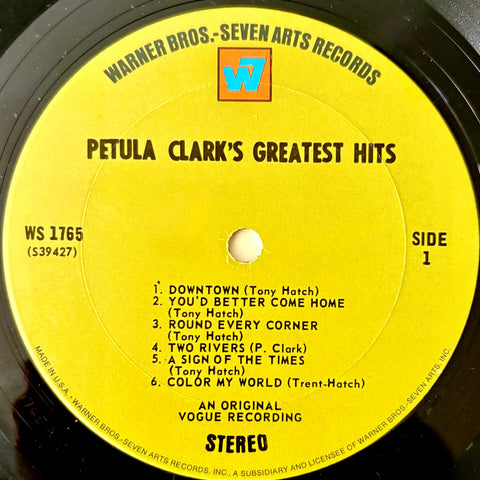 WARNER BROS.-SEVEN ARTS RECORDS
W7
PETULA CLARK'S GREATEST HITS
WS 1765
(S39427)
SIDE
1
1. DOWNTOWN (Tony Hatch)
2. YOU'D BETTER COME HOME
(Tony Hatch)
3. ROUND EVERY CORNER
(Tony Hatch)
4. TWO RIVERS (P. Clark)
5. A SIGN OF THE TIMES
(Tony Hatch)
6. COLOR MY WORLD (Trent-Hatch)
AN ORIGINAL
VOGUE RECORDING
STEREO
MADE IN U.S.A. • WARNER BROS.-SEVEN ARTS RECORDS, INC., A SUBSIDIARY AND LICENSEE OF WARNER BROS.-SEVEN ARTS, INC.